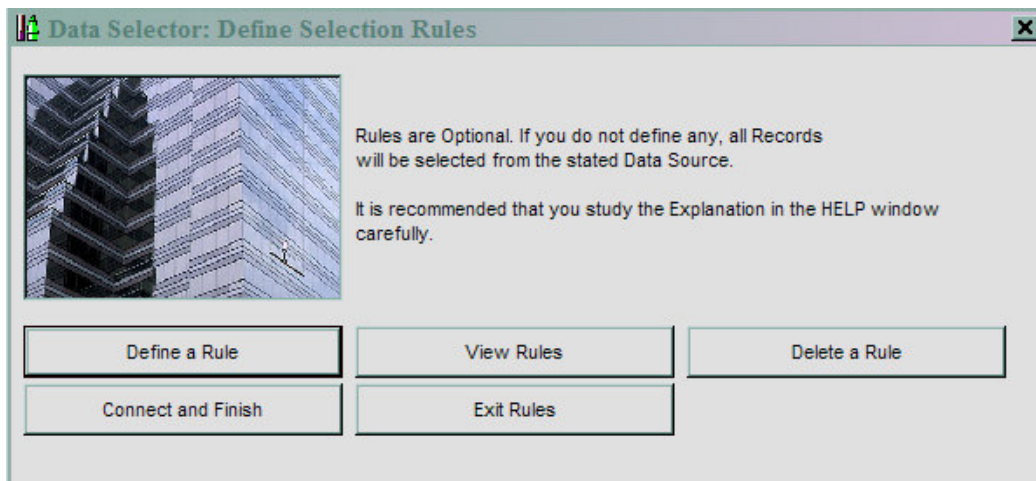 Data Selector: Define Selection Rules
Rules are Optional. If you do not define any, all Records
will be selected from the stated Data Source.
It is recommended that you study the Explanation in the HELP window
carefully.
Define a Rule
View Rules
Delete a Rule
Connect and Finish
Exit Rules